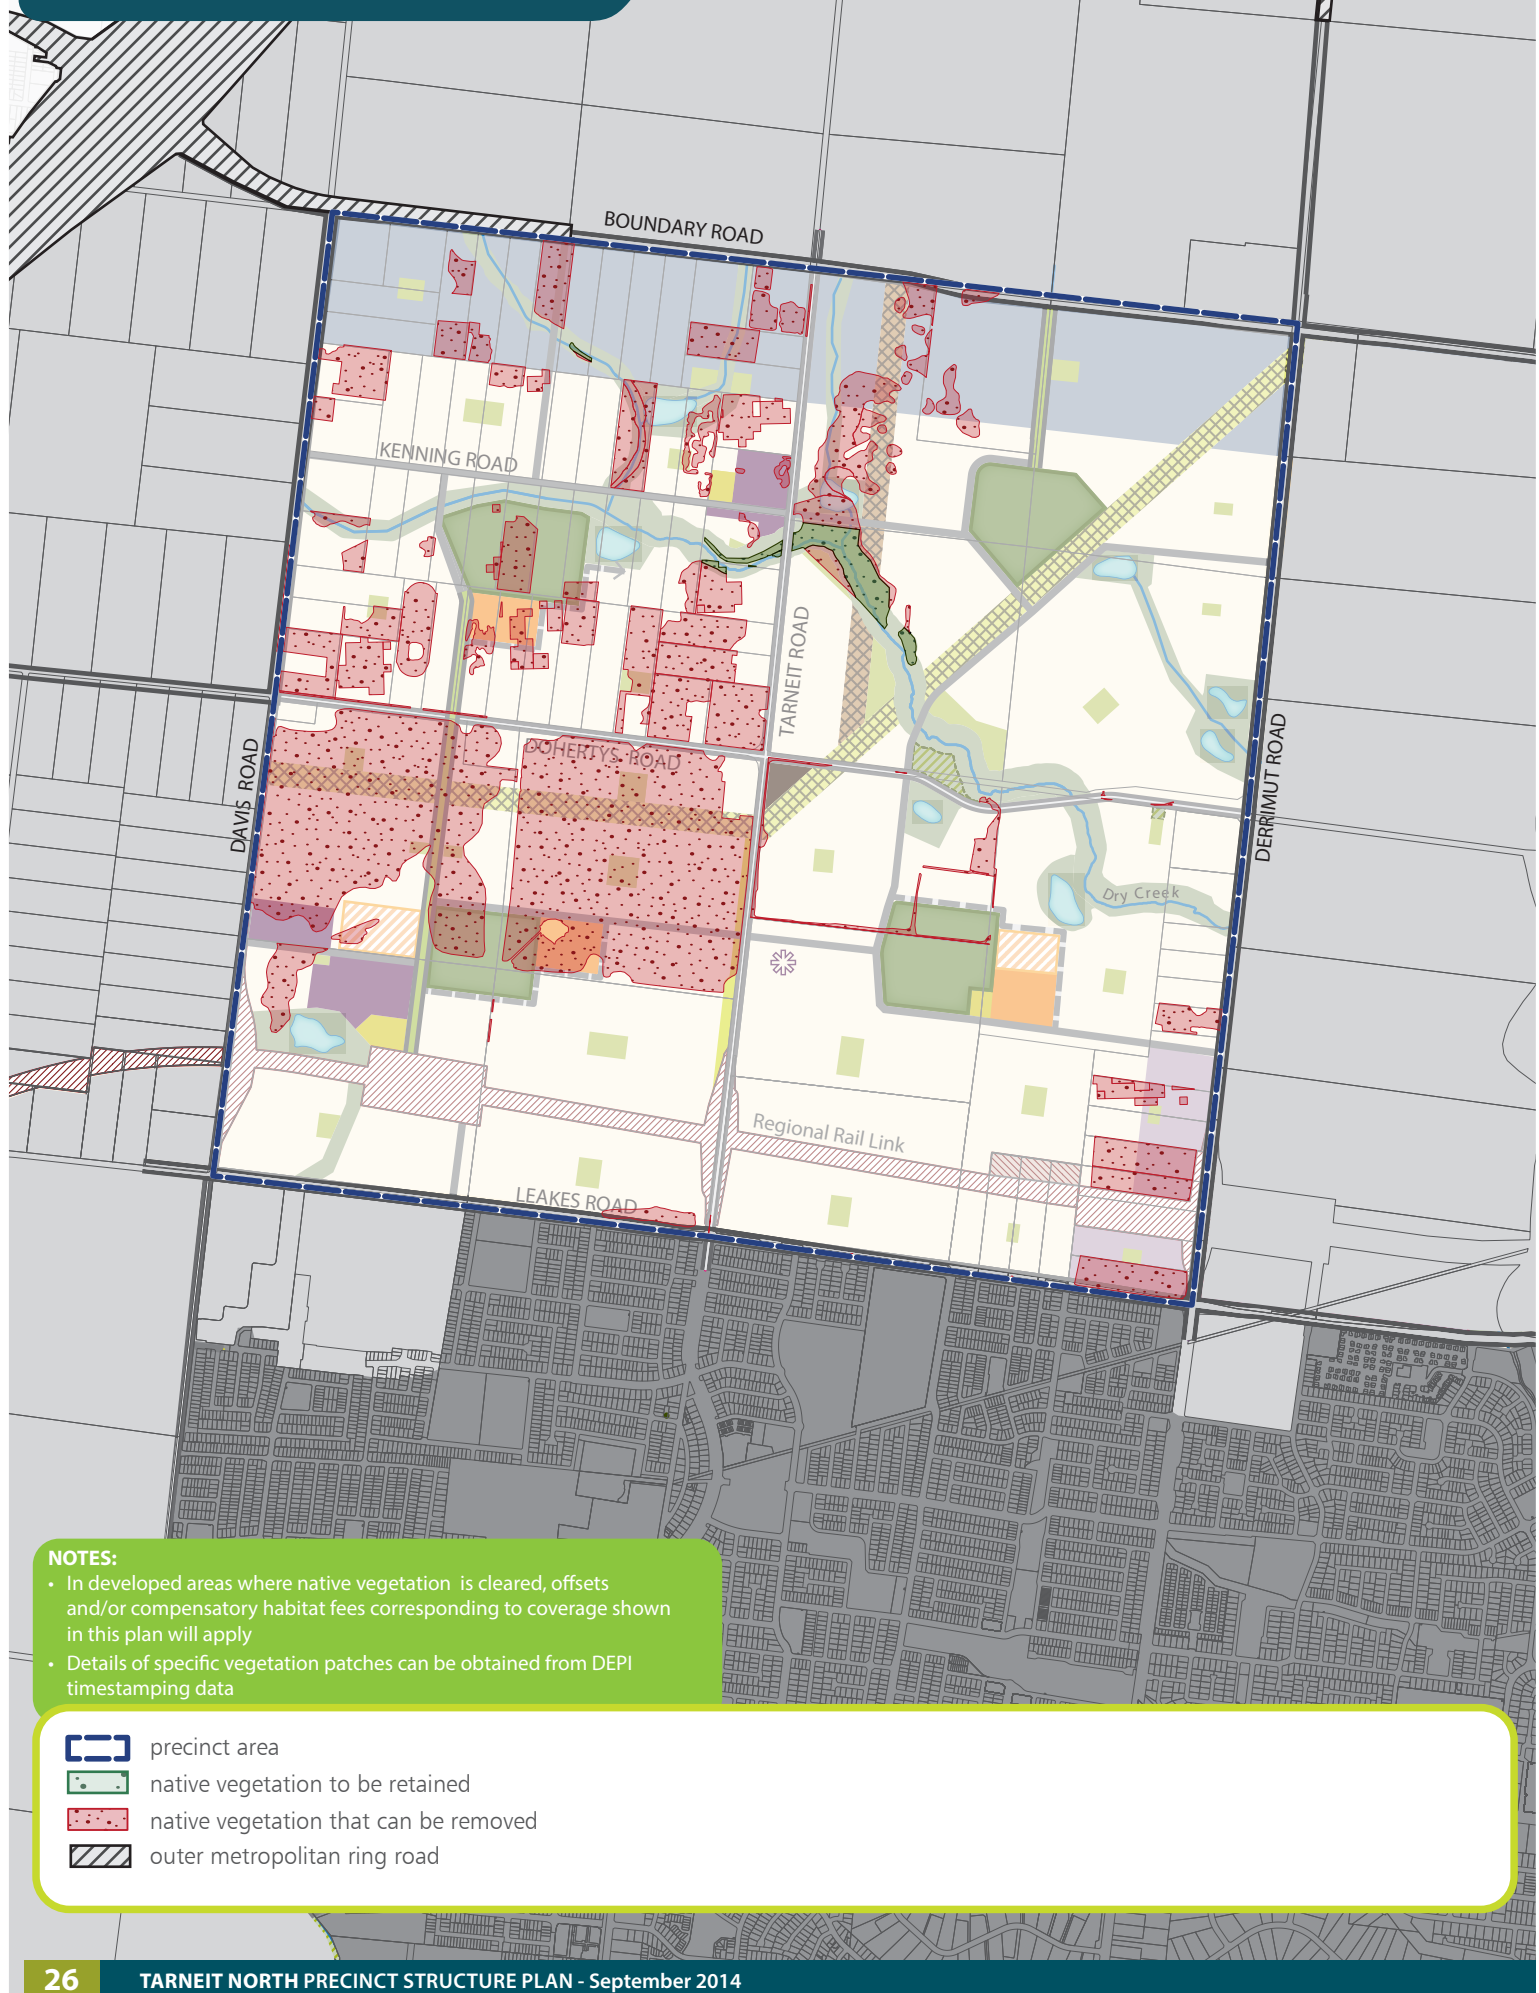 BOUNDARY ROAD
KENNING ROAD
TARNEIT ROAD
DOHERTYS ROAD
DAVIS ROAD
DERRIMUT ROAD
Dry Creek
Regional Rail Link
LEAKES ROAD
NOTES:
• In developed areas where native vegetation is cleared, offsets
and/or compensatory habitat fees corresponding to coverage shown
in this plan will apply
• Details of specific vegetation patches can be obtained from DEPI
timestamping data
precinct area
native vegetation to be retained
native vegetation that can be removed
outer metropolitan ring road
26 TARNEIT NORTH PRECINCT STRUCTURE PLAN - September 2014